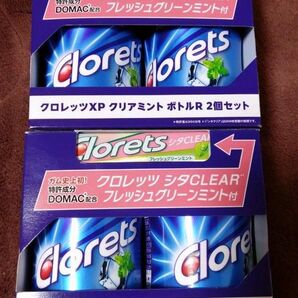 特許成分
DOMAC配合
フレッシュグリーンミント付
Clorets
Clorets
クロレッツXP クリアミント ボトルR 2個セット
Clorets
シタCLEAR
フレッシュグリーンミント
ガム史上初!
特許成分
DOMAC配合
クロレッツ シタCLEAR
フレッシュグリーンミント付
Clorets
Clorets